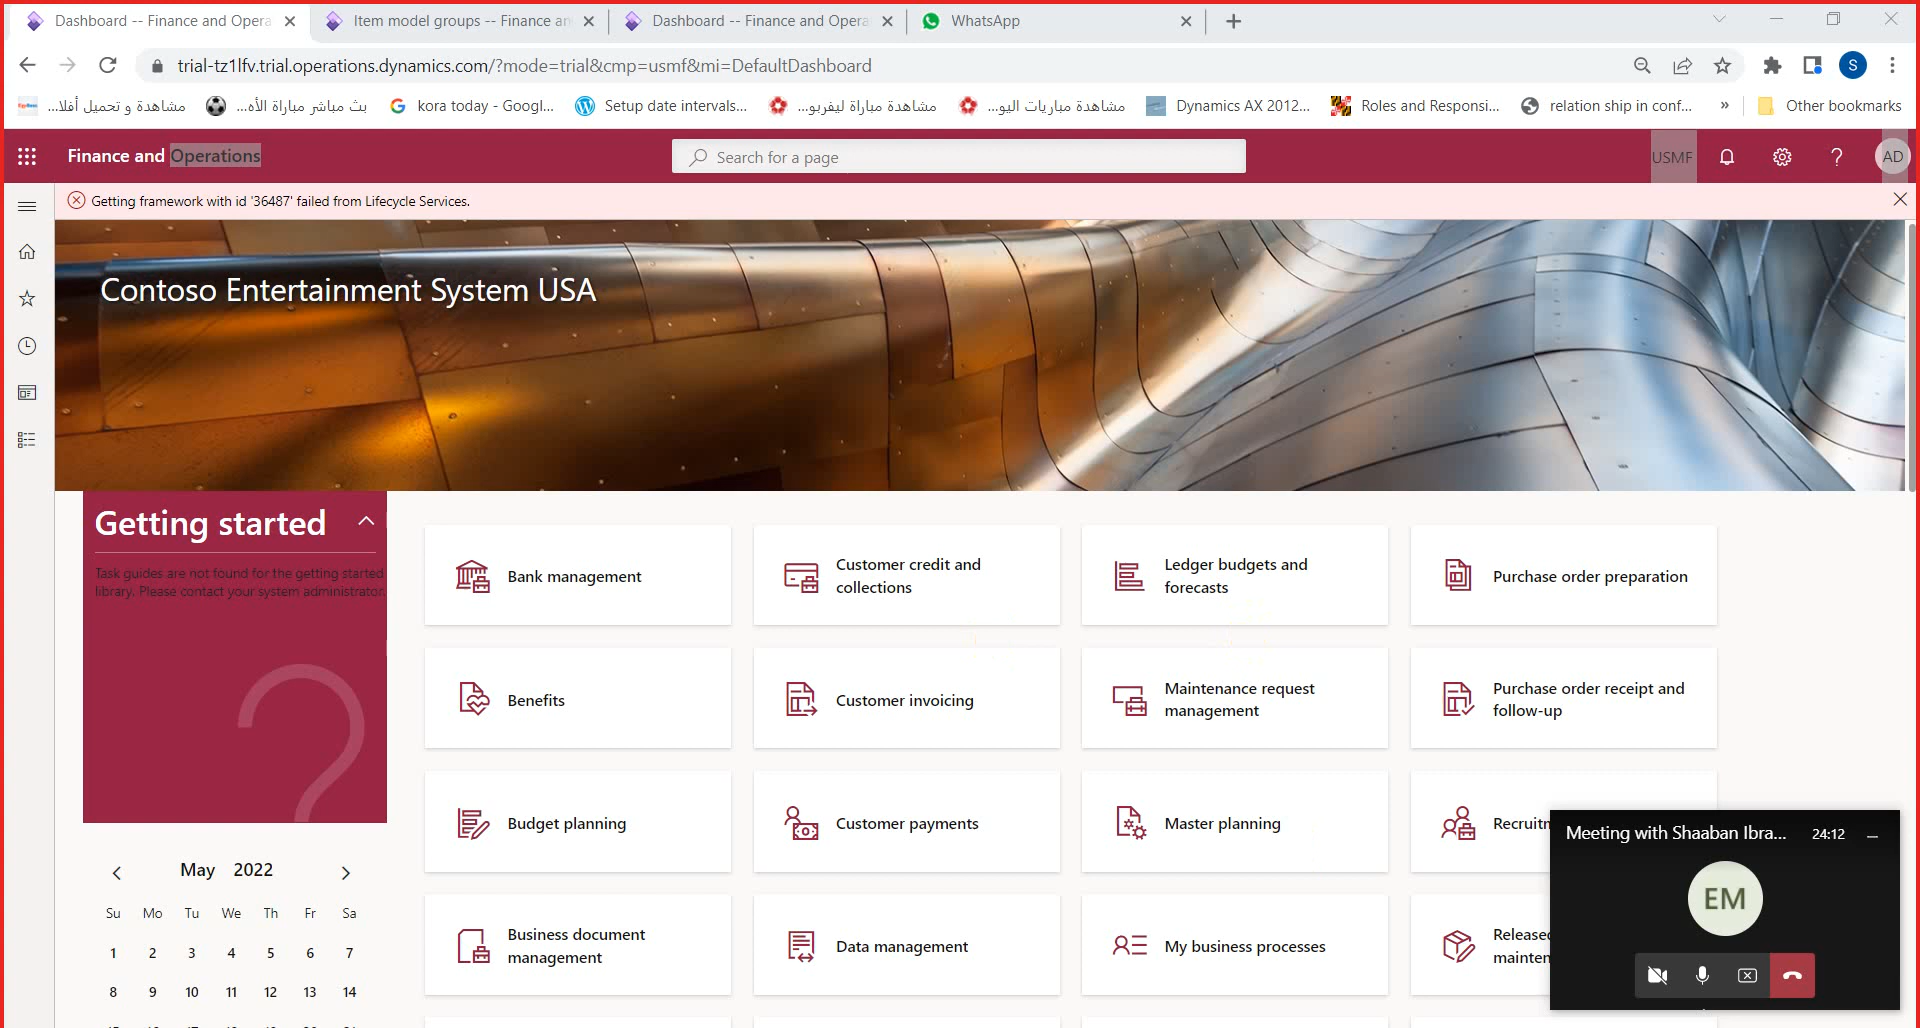 Dashboard -- Finance and Opera
Item model groups -- Finance an
Dashboard -- Finance and Opera
WhatsApp
trial-tz1lfv.trial.operations.dynamics.com/?mode=trial&cmp=usmf&mi=DefaultDashboard
S
مشاهدة و تحميل أفلا...
بث مباشر مباراة الأه...
kora today - Googl...
Setup date intervals...
مشاهدة مباراة ليفربو...
مشاهدة مباريات اليو...
Dynamics AX 2012...
Roles and Responsi...
relation ship in conf...
»
Other bookmarks
Finance and Operations
Search for a page
USMF
AD
Getting framework with id '36487' failed from Lifecycle Services.
Contoso Entertainment System USA
Getting started
Task guides are not found for the getting started
library. Please contact your system administrator.
Bank management
Customer credit and
collections
Ledger budgets and
forecasts
Purchase order preparation
Benefits
Customer invoicing
Maintenance request
management
Purchase order receipt and
follow-up
Budget planning
Customer payments
Master planning
Recruitm
Business document
management
Data management
My business processes
Released
mainten
May 2022
Su Mo Tu We Th Fr Sa
1 2 3 4 5 6 7
8 9 10 11 12 13 14
Meeting with Shaaban Ibra...
24:12
EM